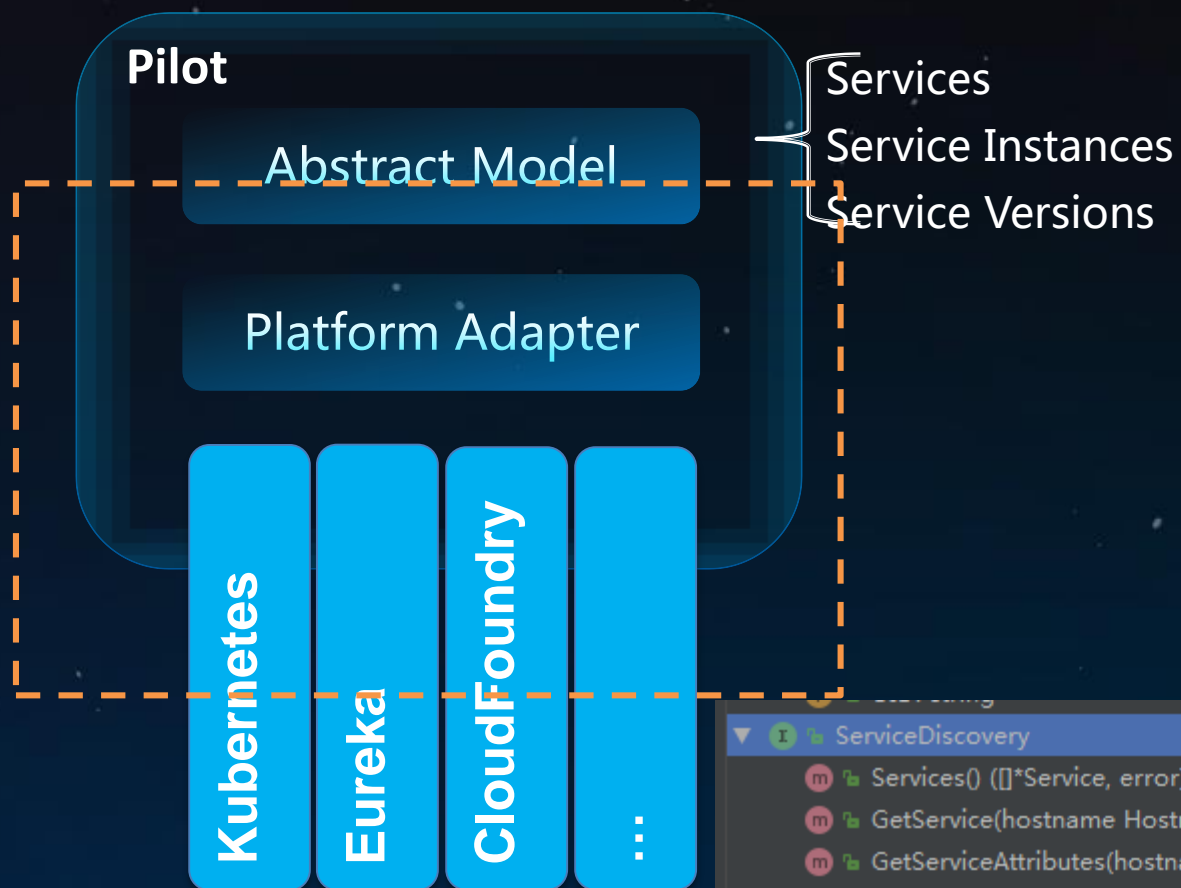 Pilot
Services
Abstract Model
Service Instances
Service Versions
Platform Adapter
Kubernetes
Eureka
CloudFoundry
...
ServiceDiscovery
Services() ([]*Service, error)
GetService(hostname Host
GetServiceAttributes(hostna